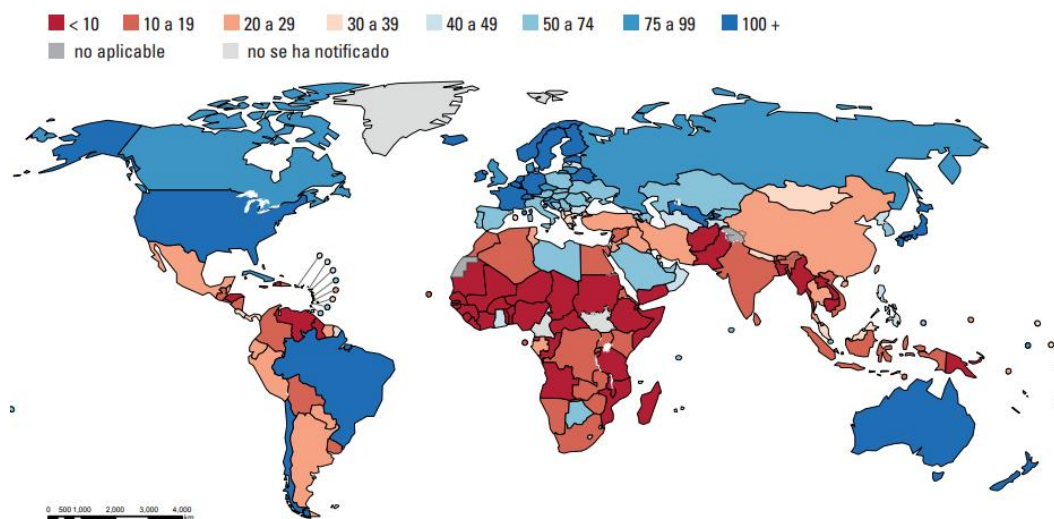 < 10 10 a 19 20 a 29 30 a 39 40 a 49 50 a 74 75 a 99 100 +
no aplicable no se ha notificado
0 500 1,000 2,000 3,000 4,000
km